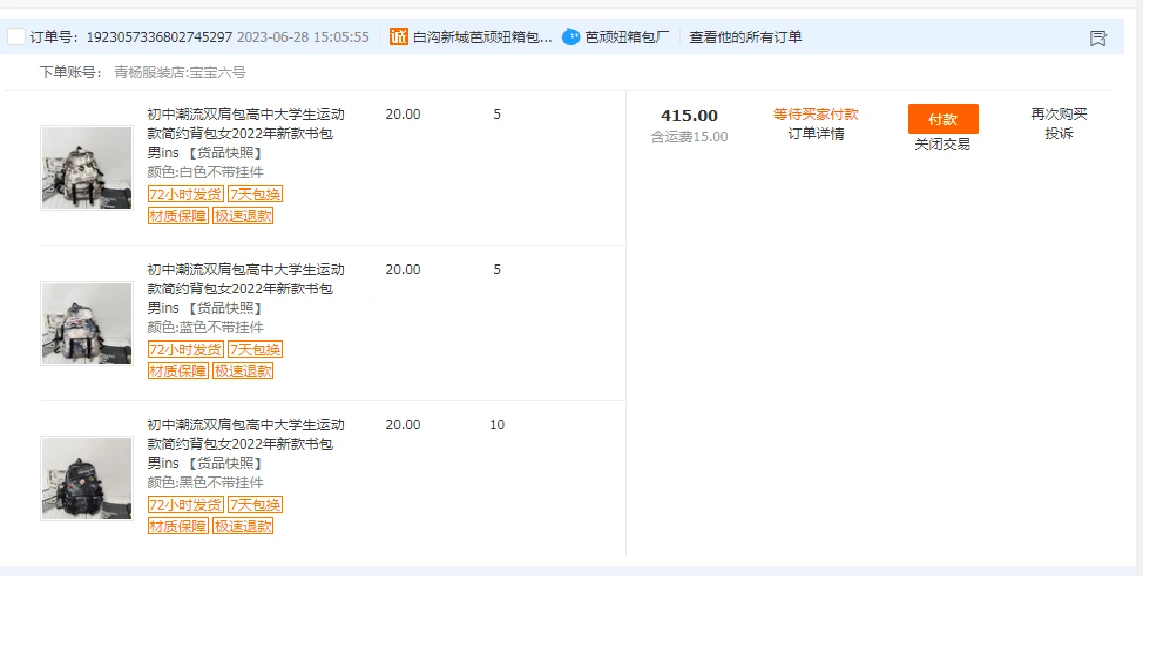 订单号： 1923057336802745297 2023-06-28 15:05:55 诚 白沟新城芭顽妞箱包... 芭顽妞箱包厂 查看他的所有订单
下单账号： 青杨服装店:宝宝六号
初中潮流双肩包高中大学生运动 20.00 5 415.00 等待买家付款 付款 再次购买
款简约背包女2022年新款书包 含运费15.00 订单详情 关闭交易 投诉
男ins 【货品快照】
颜色:白色不带挂件
72小时发货 7天包换
材质保障 极速退款
初中潮流双肩包高中大学生运动 20.00 5
款简约背包女2022年新款书包
男ins 【货品快照】
颜色:蓝色不带挂件
72小时发货 7天包换
材质保障 极速退款
初中潮流双肩包高中大学生运动 20.00 10
款简约背包女2022年新款书包
男ins 【货品快照】
颜色:黑色不带挂件
72小时发货 7天包换
材质保障 极速退款